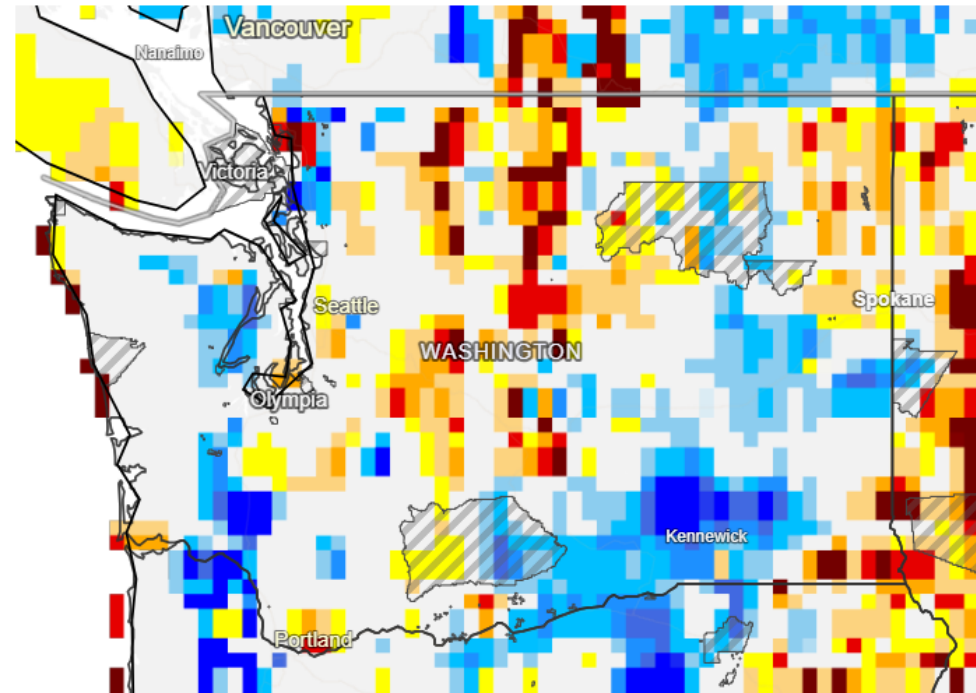 Vancouver
Nanaimo
Victoria
Seattle
Spokane
WASHINGTON
Olympia
Kennewick
Portland